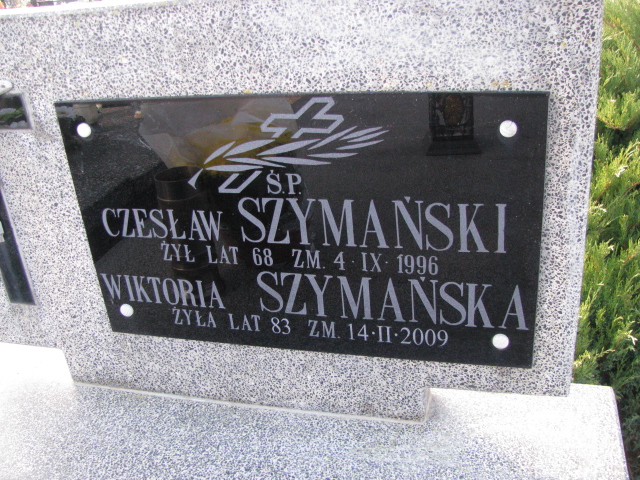 Ś.P.
CZESŁAW SZYMAŃSKI
ŻYŁ LAT 68 ZM. 4·IX·1996
WIKTORIA SZYMAŃSKA
ŻYŁA LAT 83 ZM. 14·II·2009